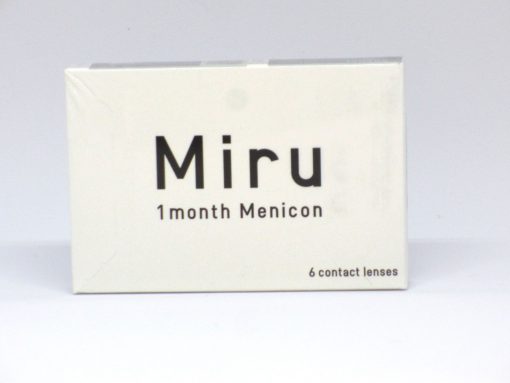 Miru
1month Menicon
6 contact lenses